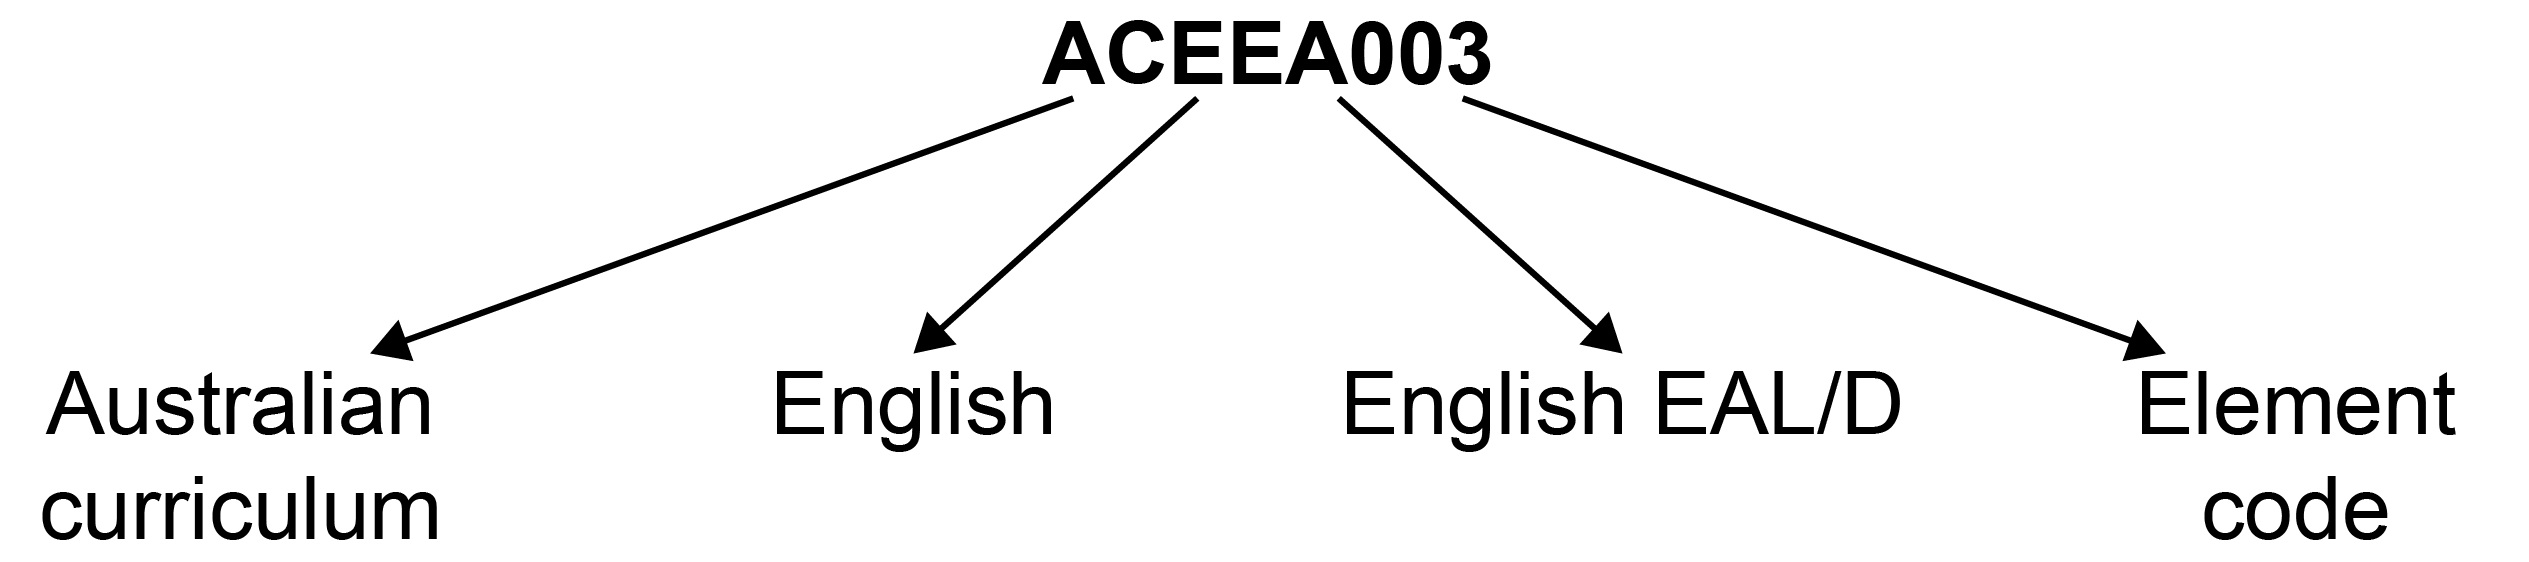 ACEEA003
Australian curriculum
English
English EAL/D
Element code